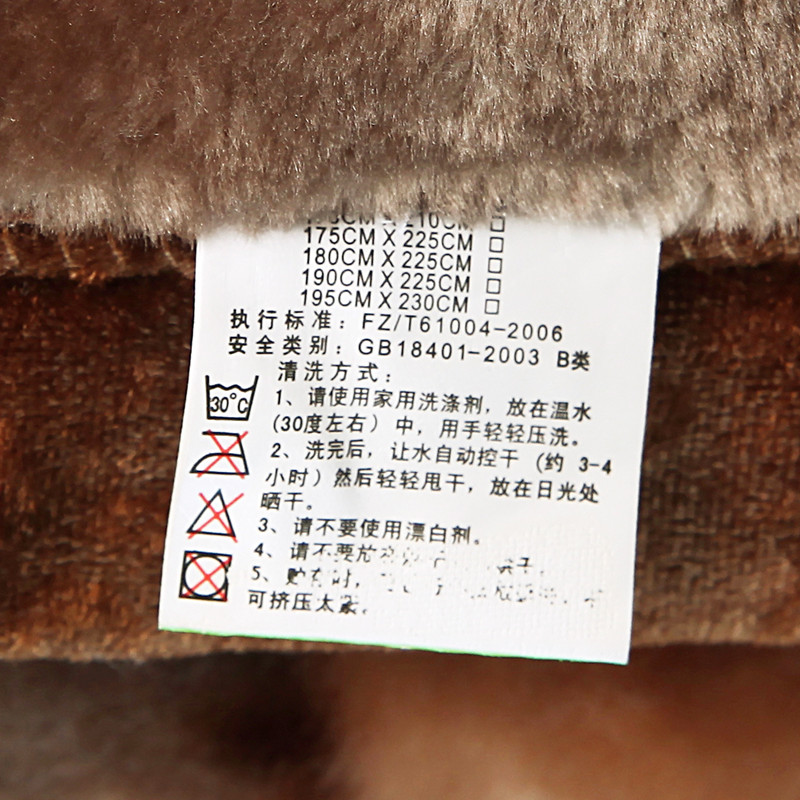 175CM X 225CM □
180CM X 225CM □
190CM X 225CM □
195CM X 230CM □
执行标准：FZ/T61004-2006
安全类别：GB18401-2003 B类
清洗方式：
30°C
1、请使用家用洗涤剂，放在温水
(30度左右）中，用手轻轻压洗。
2、洗完后，让水自动控干（约 3-4
小时）然后轻轻甩干，放在日光处
晒干。
3、请不要使用漂白剂。
4、请不要放
5、贮存时，
可挤压太紧。